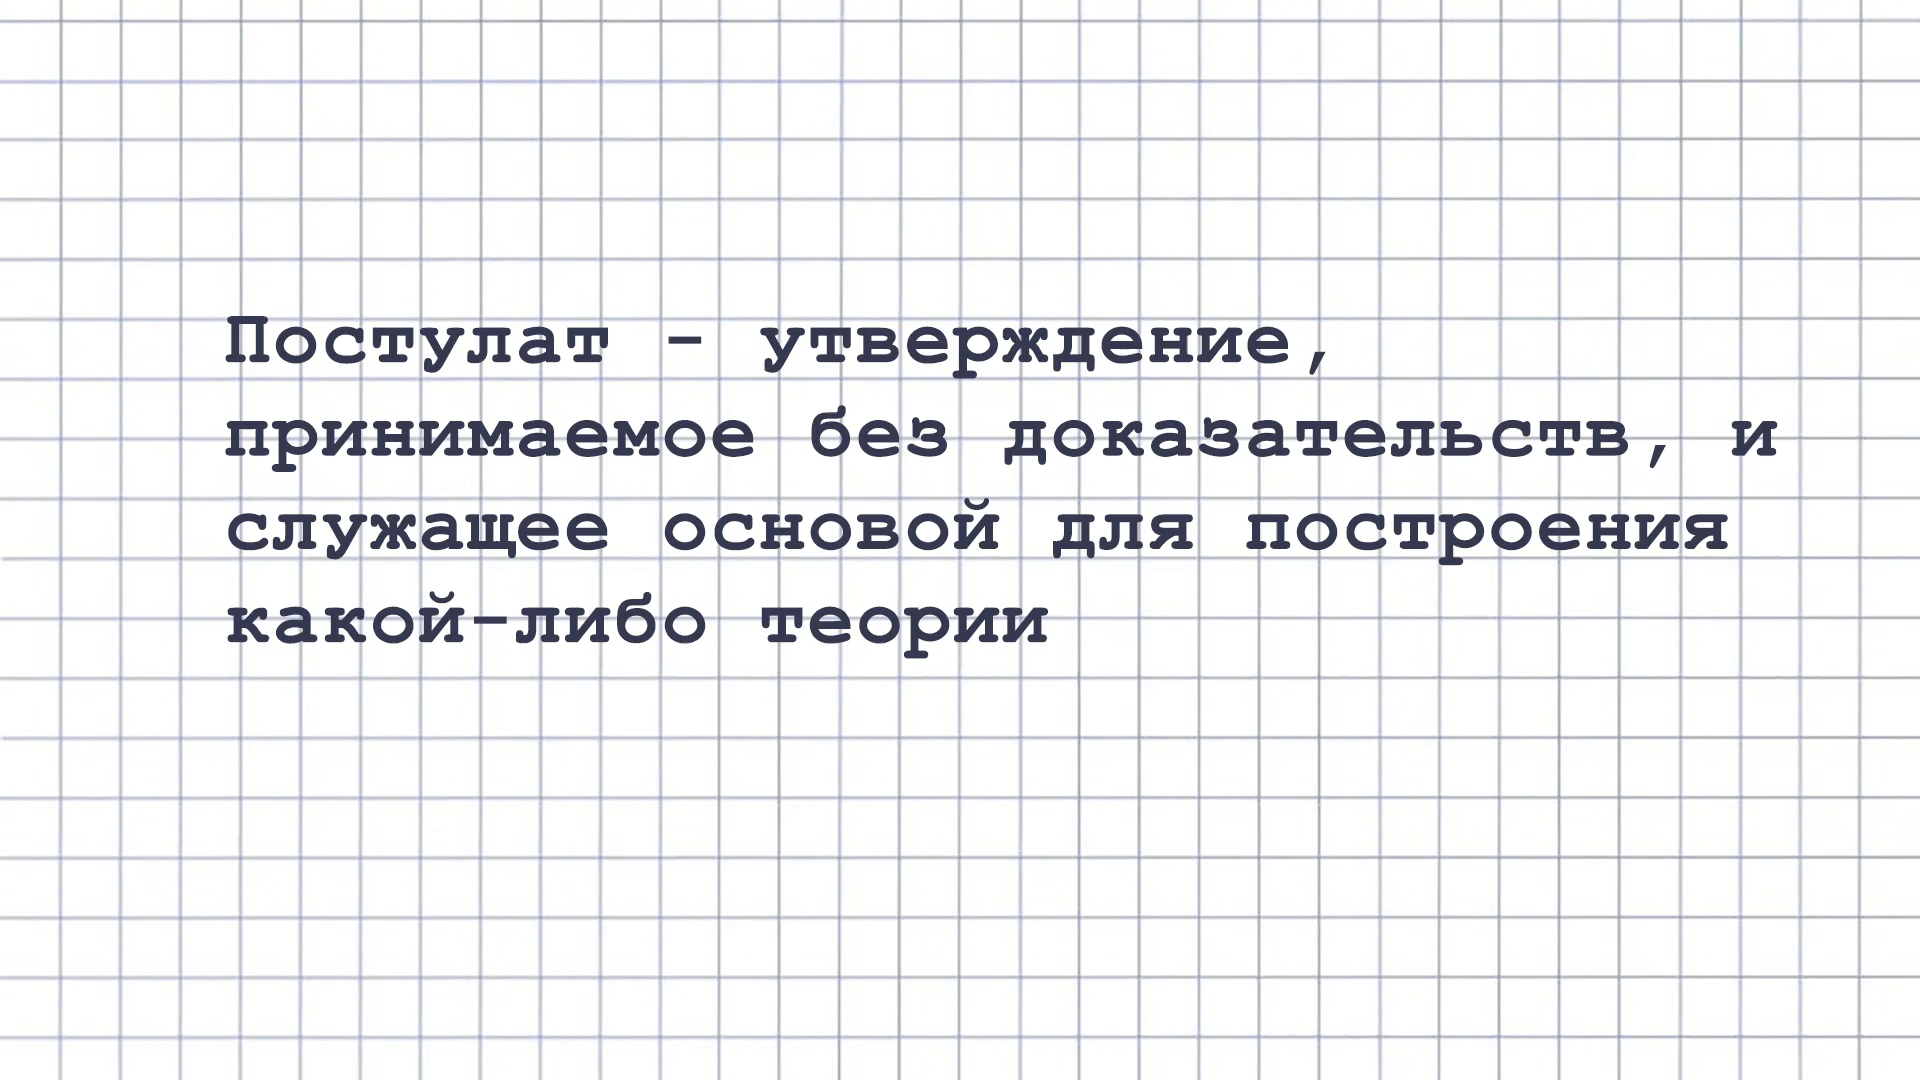 Постулат - утверждение,
принимаемое без доказательств, и
служащее основой для построения
какой-либо теории